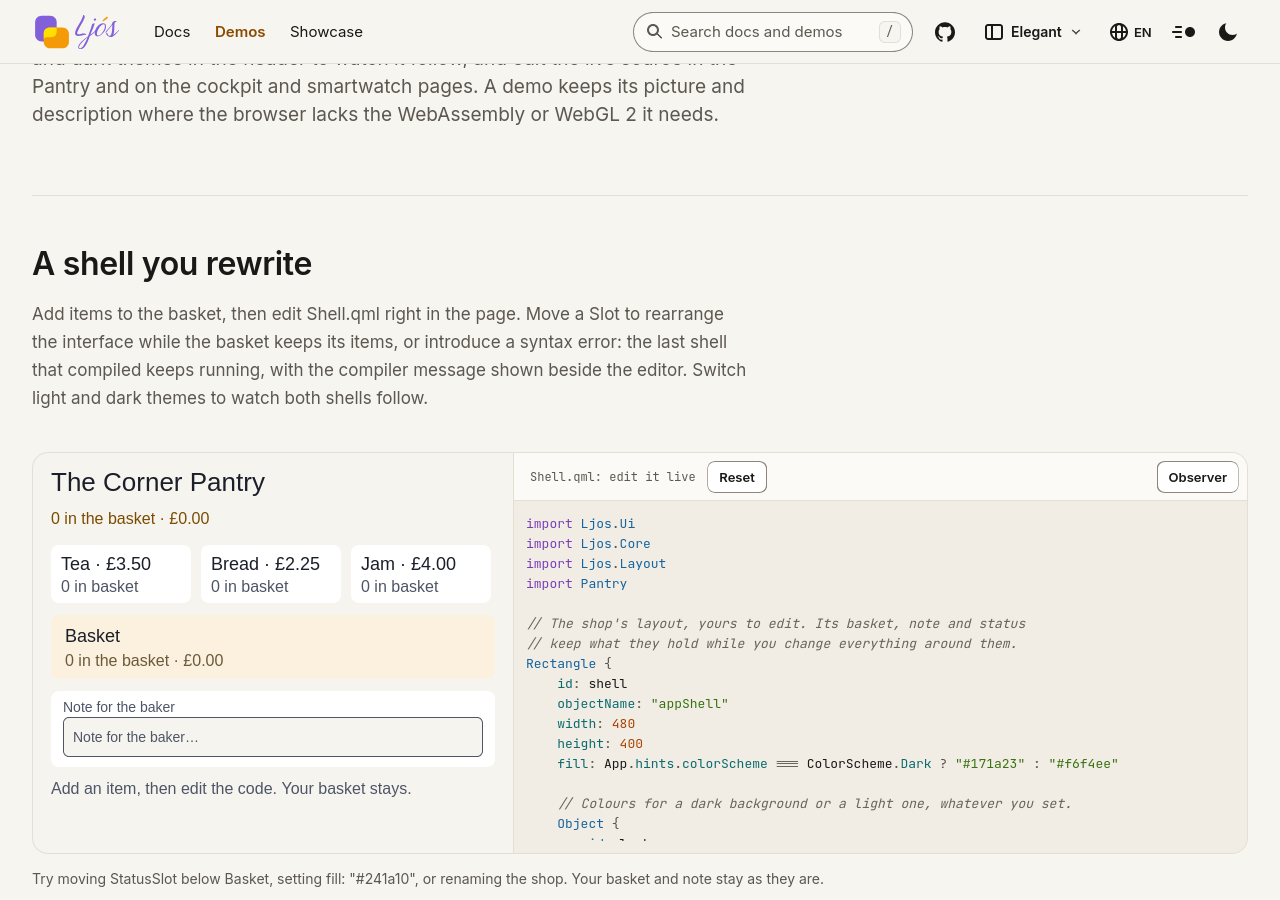 Ljós
Docs
Demos
Showcase
Search docs and demos
/
Elegant
EN
Pantry and on the cockpit and smartwatch pages. A demo keeps its picture and
description where the browser lacks the WebAssembly or WebGL 2 it needs.
A shell you rewrite
Add items to the basket, then edit Shell.qml right in the page. Move a Slot to rearrange
the interface while the basket keeps its items, or introduce a syntax error: the last shell
that compiled keeps running, with the compiler message shown beside the editor. Switch
light and dark themes to watch both shells follow.
The Corner Pantry
0 in the basket · £0.00
Tea · £3.50
0 in basket
Bread · £2.25
0 in basket
Jam · £4.00
0 in basket
Basket
0 in the basket · £0.00
Note for the baker
Note for the baker…
Add an item, then edit the code. Your basket stays.
Shell.qml: edit it live
Reset
Observer
import Ljos.Ui
import Ljos.Core
import Ljos.Layout
import Pantry
// The shop's layout, yours to edit. Its basket, note and status
// keep what they hold while you change everything around them.
Rectangle {
id: shell
objectName: "appShell"
width: 480
height: 400
fill: App.hints.colorScheme === ColorScheme.Dark ? "#171a23" : "#f6f4ee"
// Colours for a dark background or a light one, whatever you set.
Object {
Try moving StatusSlot below Basket, setting fill: "#241a10", or renaming the shop. Your basket and note stay as they are.